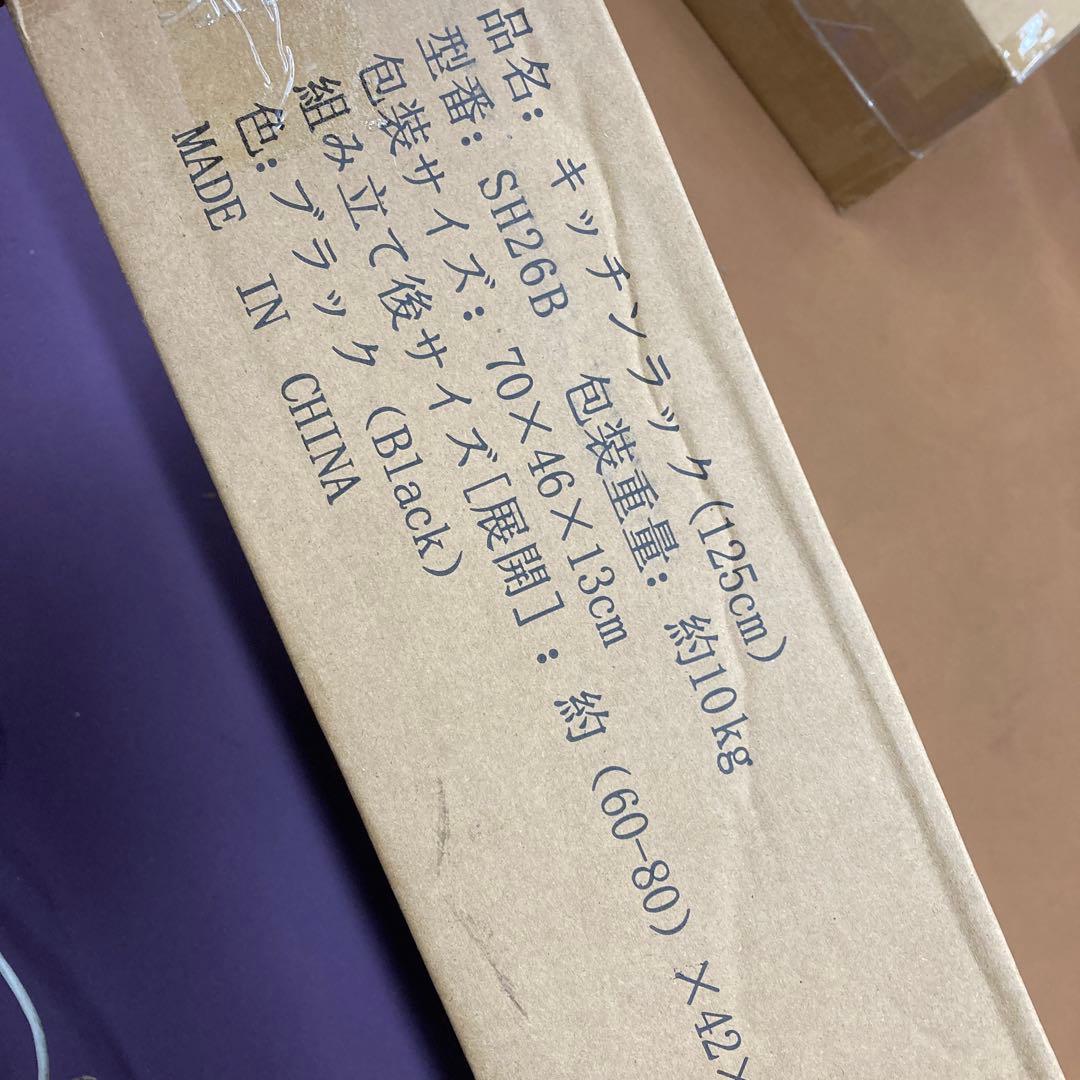 品名: キッチンラック(125cm)
型番: SH26B 包装重量: 約10kg
包装サイズ: 70×46×13cm
組み立て後サイズ[展開]: 約(60-80)×42×
色:ブラック (Black)
MADE IN CHINA